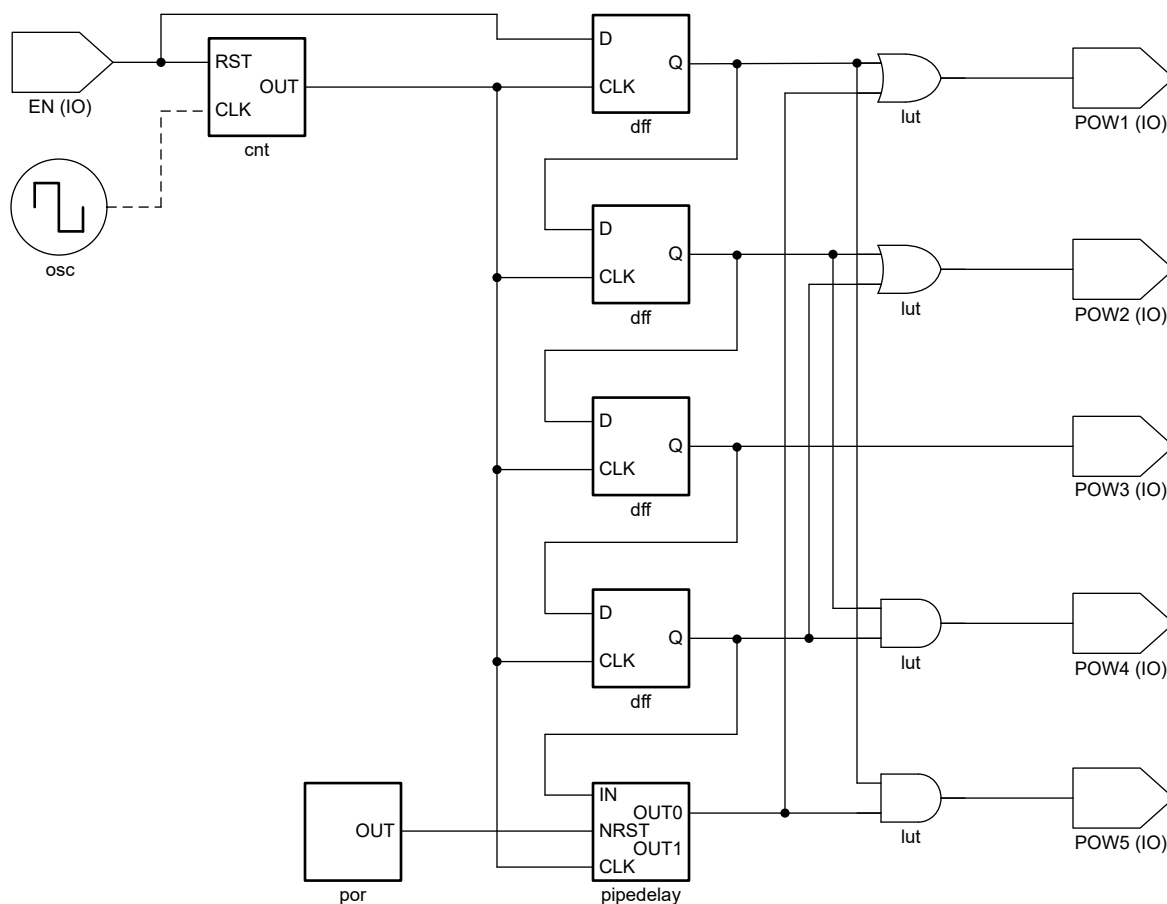 EN (IO)
RST
OUT
CLK
cnt
osc
D
Q
CLK
dff
lut
POW1 (IO)
D
Q
CLK
dff
lut
POW2 (IO)
D
Q
CLK
dff
POW3 (IO)
D
Q
CLK
dff
lut
POW4 (IO)
OUT
por
IN
OUT0
NRST
OUT1
CLK
pipedelay
lut
POW5 (IO)